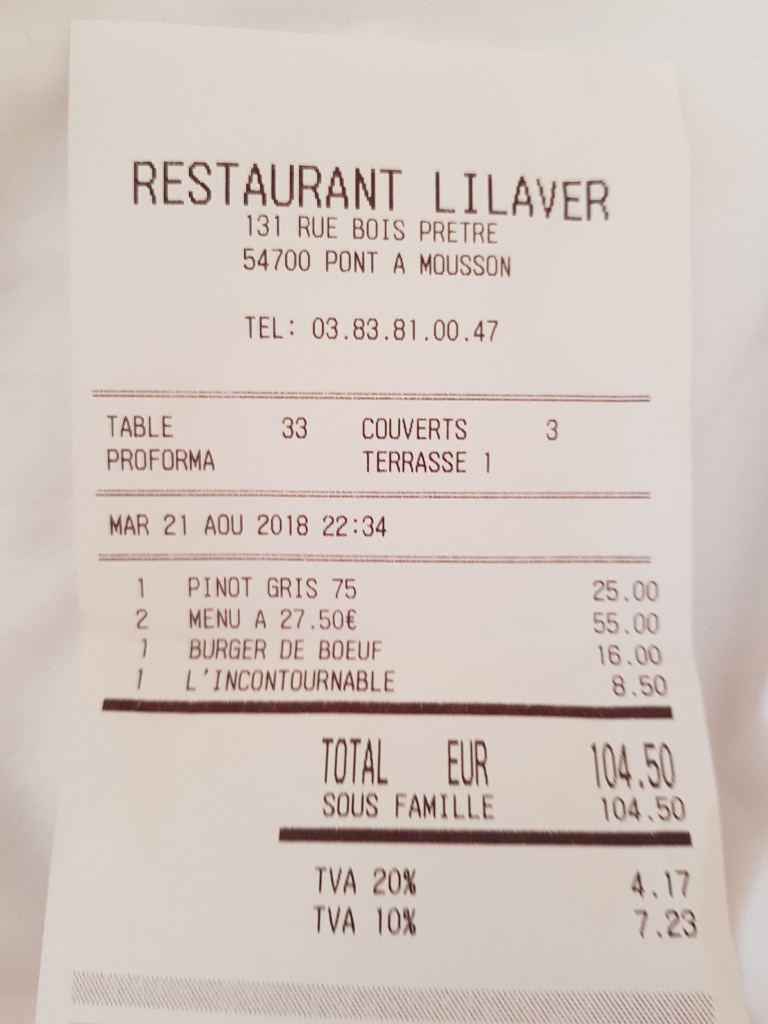 RESTAURANT LILAVER
131 RUE BOIS PRETRE
54700 PONT A MOUSSON
TEL: 03.83.81.00.47
TABLE 33 COUVERTS 3
PROFORMA TERRASSE 1
MAR 21 AOU 2018 22:34
1 PINOT GRIS 75 25.00
2 MENU A 27.50€ 55.00
1 BURGER DE BOEUF 16.00
1 L'INCONTOURNABLE 8.50
TOTAL EUR 104.50
SOUS FAMILLE 104.50
TVA 20% 4.17
TVA 10% 7.23